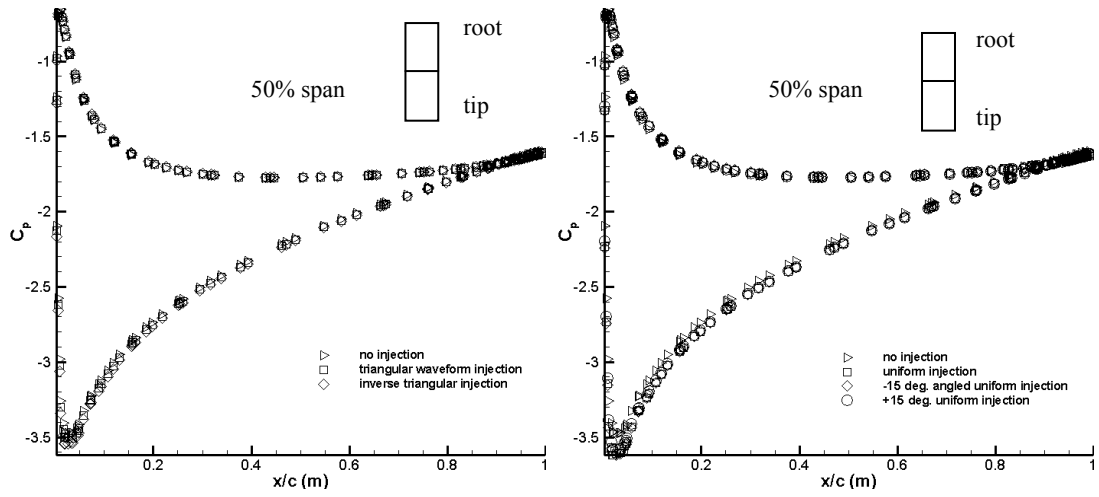 root
50% span
tip
-1
-1.5
-2
-2.5
-3
-3.5
C_P
no injection
triangular waveform injection
inverse triangular injection
0.2 0.4 0.6 0.8 1
x/c (m)
root
50% span
tip
-1
-1.5
-2
-2.5
-3
-3.5
C_P
no injection
uniform injection
-15 deg. angled uniform injection
+15 deg. uniform injection
0.2 0.4 0.6 0.8 1
x/c (m)